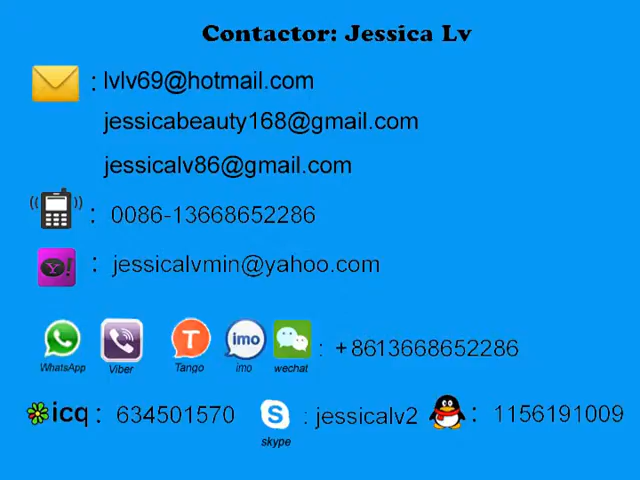 Contactor: Jessica Lv
: lvlv69@hotmail.com
jessicabeauty168@gmail.com
jessicalv86@gmail.com
: 0086-13668652286
Y! : jessicalvmin@yahoo.com
imo : +8613668652286
WhatsApp Viber Tango imo wechat
icq : 634501570 S : jessicalv2 : 1156191009
skype